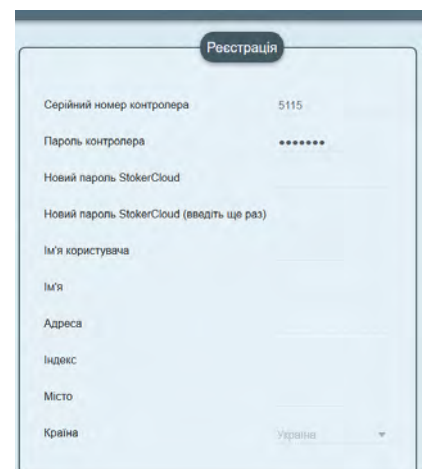 Реєстрація
Серійний номер контролера 5115
Пароль контролера •••••••
Новий пароль StokerCloud
Новий пароль StokerCloud (введіть ще раз)
Ім'я користувача
Ім'я
Адреса
Індекс
Місто
Країна Україна